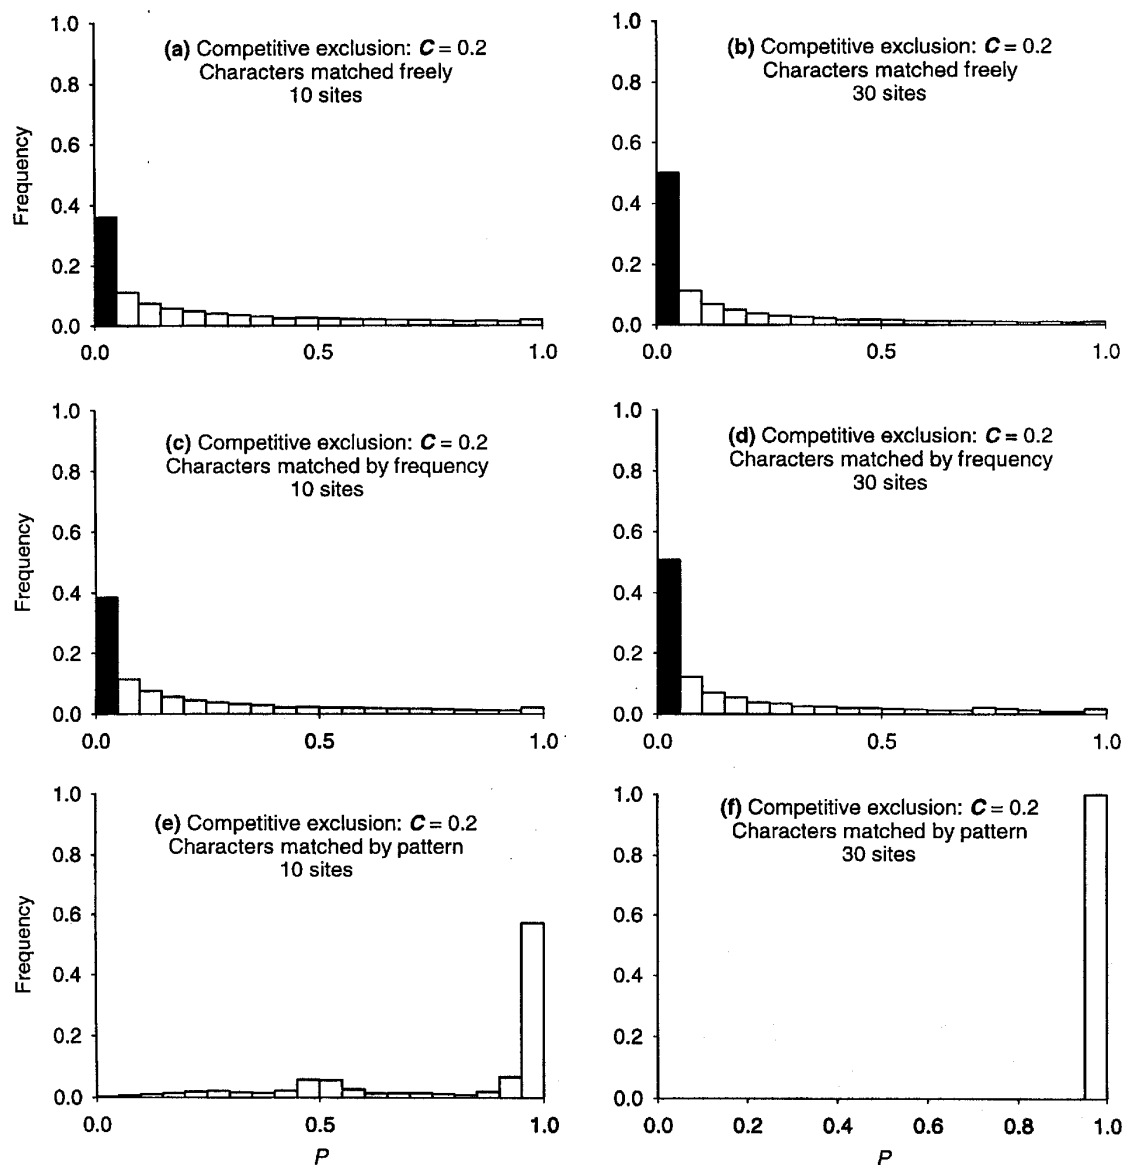 1.0
(a) Competitive exclusion: C = 0.2
Characters matched freely
10 sites
0.8
0.6
Frequency
0.4
0.2
0.0
0.0 0.5 1.0
1.0
(b) Competitive exclusion: C = 0.2
Characters matched freely
30 sites
0.8
0.6
0.4
0.2
0.0
0.0 0.5 1.0
1.0
(c) Competitive exclusion: C = 0.2
Characters matched by frequency
10 sites
0.8
0.6
Frequency
0.4
0.2
0.0
0.0 0.5 1.0
1.0
(d) Competitive exclusion: C = 0.2
Characters matched by frequency
30 sites
0.8
0.6
0.4
0.2
0.0
0.0 0.5 1.0
1.0
(e) Competitive exclusion: C = 0.2
Characters matched by pattern
10 sites
0.8
0.6
Frequency
0.4
0.2
0.0
0.0 0.5 1.0
P
1.0
(f) Competitive exclusion: C = 0.2
Characters matched by pattern
30 sites
0.8
0.6
0.4
0.2
0.0
0.0 0.2 0.4 0.6 0.8 1.0
P